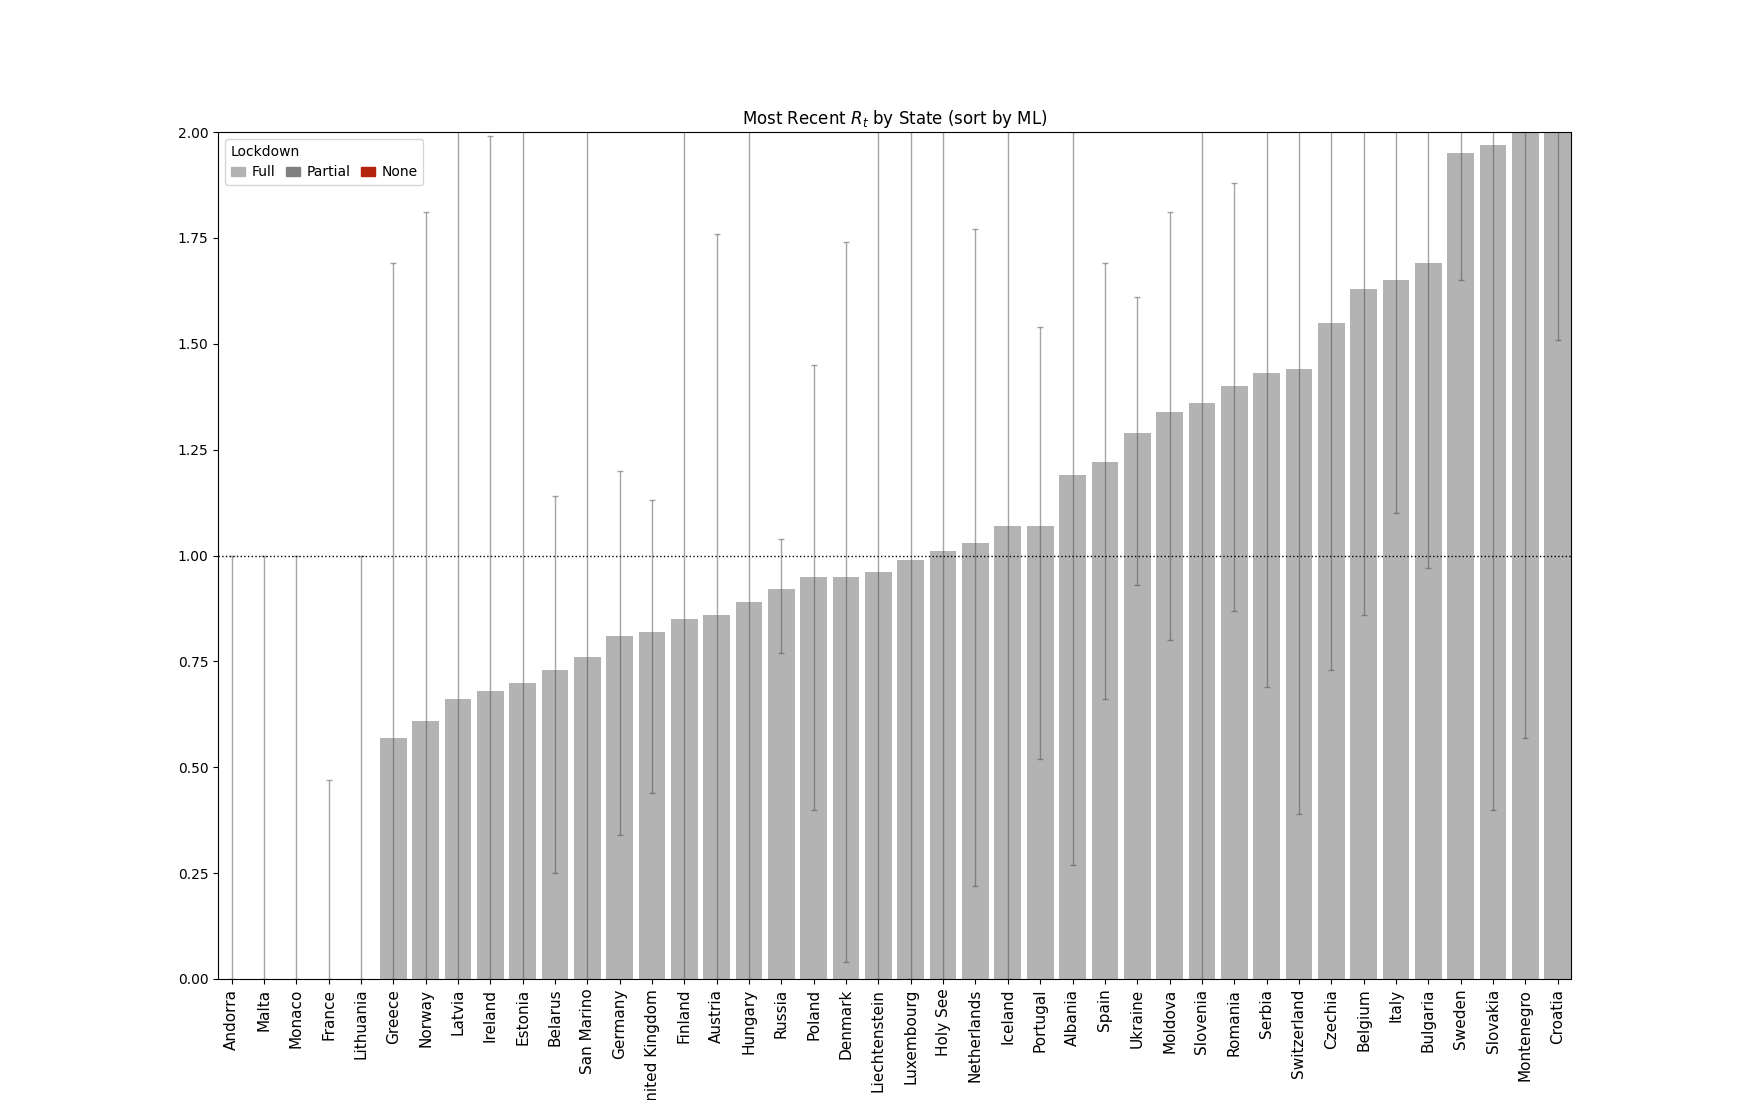 Most Recent Rt by State (sort by ML)
Lockdown
Full Partial None
2.00
1.75
1.50
1.25
1.00
0.75
0.50
0.25
0.00
Andorra
Malta
Monaco
France
Lithuania
Greece
Norway
Latvia
Ireland
Estonia
Belarus
San Marino
Germany
nited Kingdom
Finland
Austria
Hungary
Russia
Poland
Denmark
Liechtenstein
Luxembourg
Holy See
Netherlands
Iceland
Portugal
Albania
Spain
Ukraine
Moldova
Slovenia
Romania
Serbia
Switzerland
Czechia
Belgium
Italy
Bulgaria
Sweden
Slovakia
Montenegro
Croatia